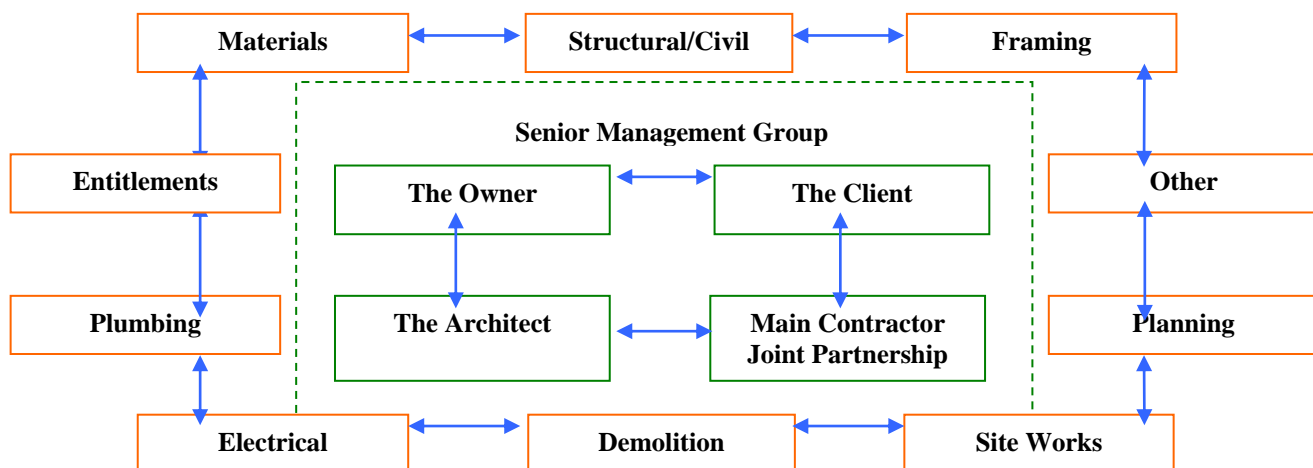 Materials
Structural/Civil
Framing
Senior Management Group
Entitlements
The Owner
The Client
Other
Plumbing
The Architect
Main Contractor
Joint Partnership
Planning
Electrical
Demolition
Site Works